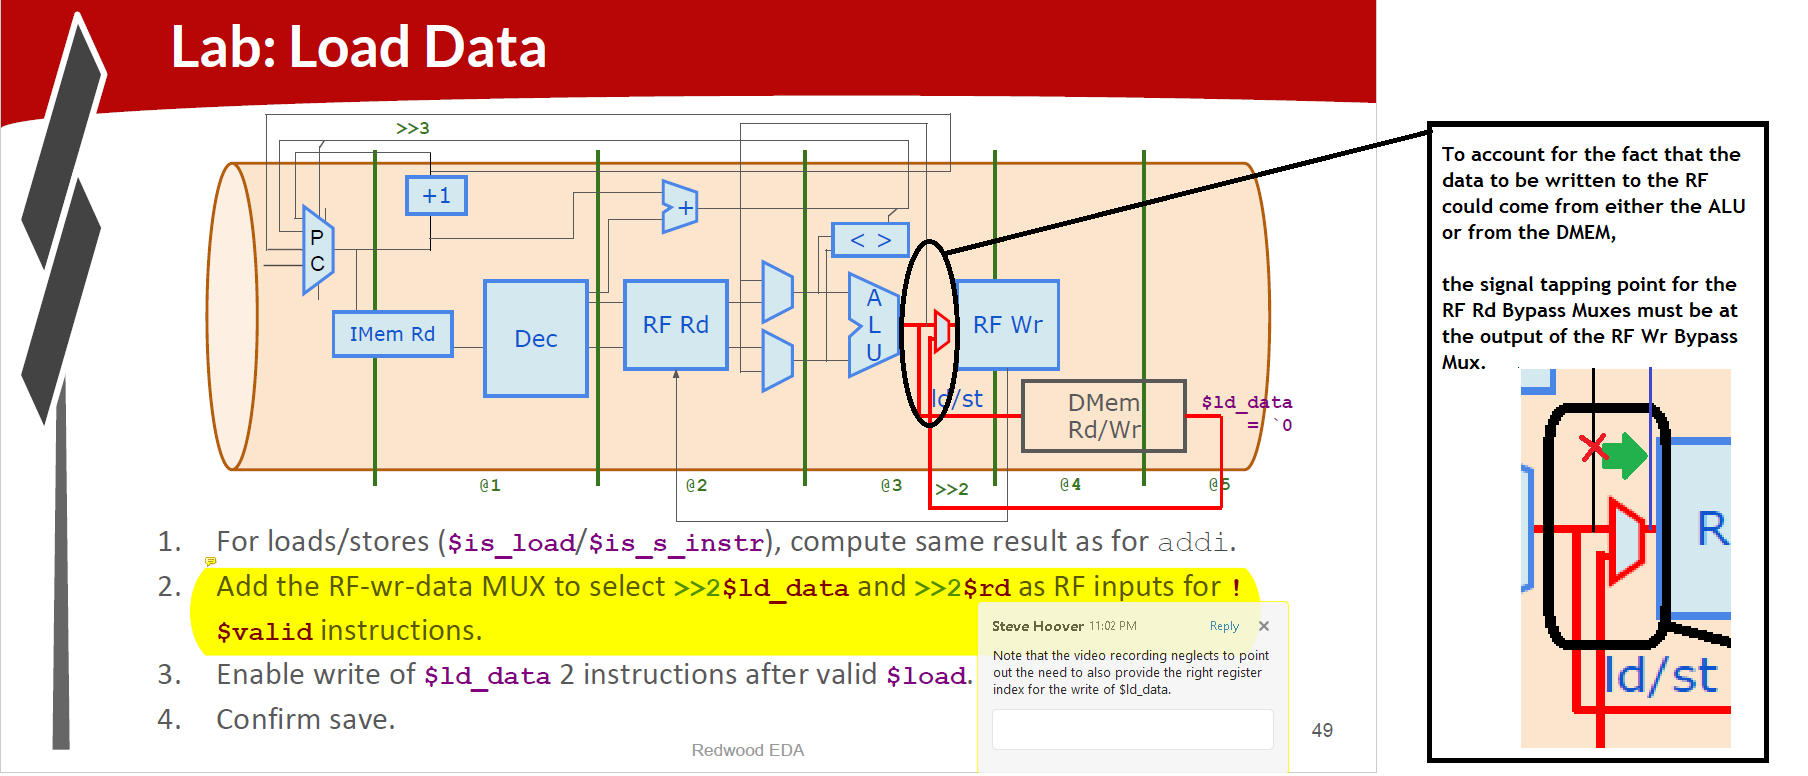 Lab: Load Data
>>3
+1
+
P
C
< >
A
L
U
IMem Rd
Dec
RF Rd
RF Wr
ld/st
DMem
Rd/Wr
$ld_data
= `0
@1
@2
@3
>>2
@4
@5
1. For loads/stores ($is_load/$is_s_instr), compute same result as for addi.
2. Add the RF-wr-data MUX to select >>2$ld_data and >>2$rd as RF inputs for !
$valid instructions.
3. Enable write of $ld_data 2 instructions after valid $load.
4. Confirm save.
Steve Hoover 11:02 PM Reply ×
Note that the video recording neglects to point
out the need to also provide the right register
index for the write of $ld_data.
Redwood EDA
49
To account for the fact that the
data to be written to the RF
could come from either the ALU
or from the DMEM,
the signal tapping point for the
RF Rd Bypass Muxes must be at
the output of the RF Wr Bypass
Mux.
R
ld/st